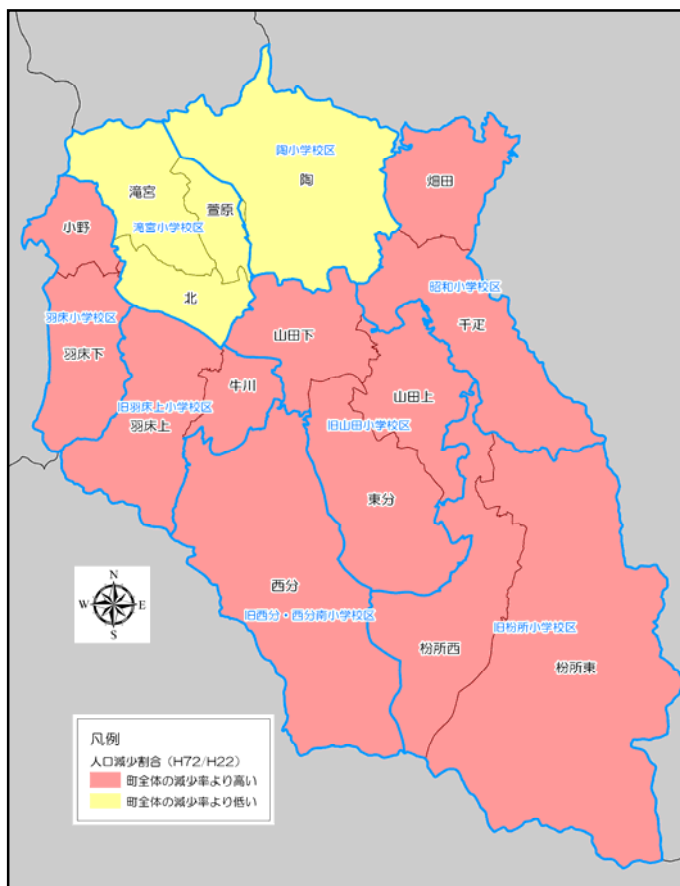 陶小学校区
陶
畑田
滝宮
萱原
滝宮小学校区
小野
北
昭和小学校区
千疋
羽床小学校区
羽床下
山田下
牛川
山田上
旧羽床上小学校区
羽床上
旧山田小学校区
東分
西分
旧西分・西分南小学校区
旧枌所小学校区
枌所西
枌所東
N
W
E
S
凡例
人口減少割合（H72/H22）
町全体の減少率より高い
町全体の減少率より低い